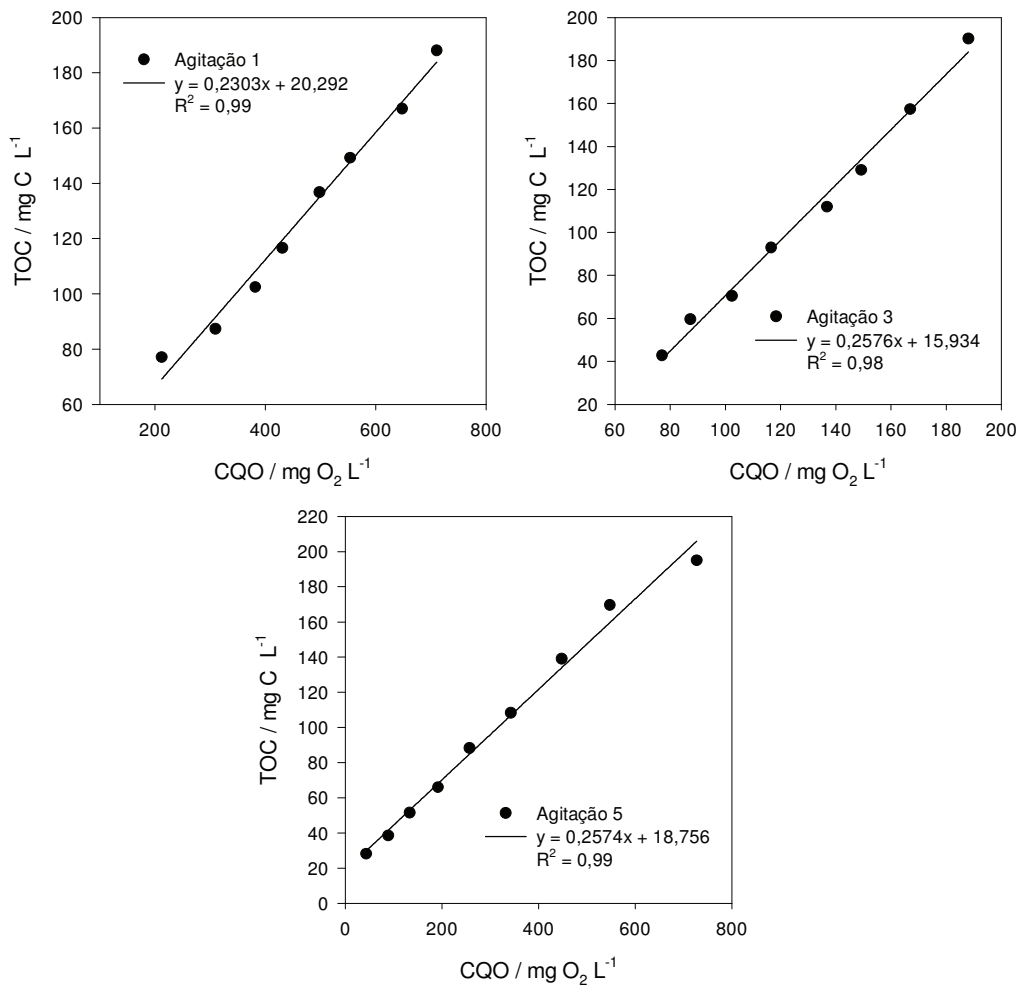 200
180
160
140
120
100
80
60
TOC / mg C L⁻¹
Agitação 1
y = 0,2303x + 20,292
R² = 0,99
200 400 600 800
CQO / mg O₂ L⁻¹
200
180
160
140
120
100
80
60
40
20
TOC / mg C L⁻¹
Agitação 3
y = 0,2576x + 15,934
R² = 0,98
60 80 100 120 140 160 180 200
CQO / mg O₂ L⁻¹
220
200
180
160
140
120
100
80
60
40
20
0
TOC / mg C L⁻¹
Agitação 5
y = 0,2574x + 18,756
R² = 0,99
0 200 400 600 800
CQO / mg O₂ L⁻¹